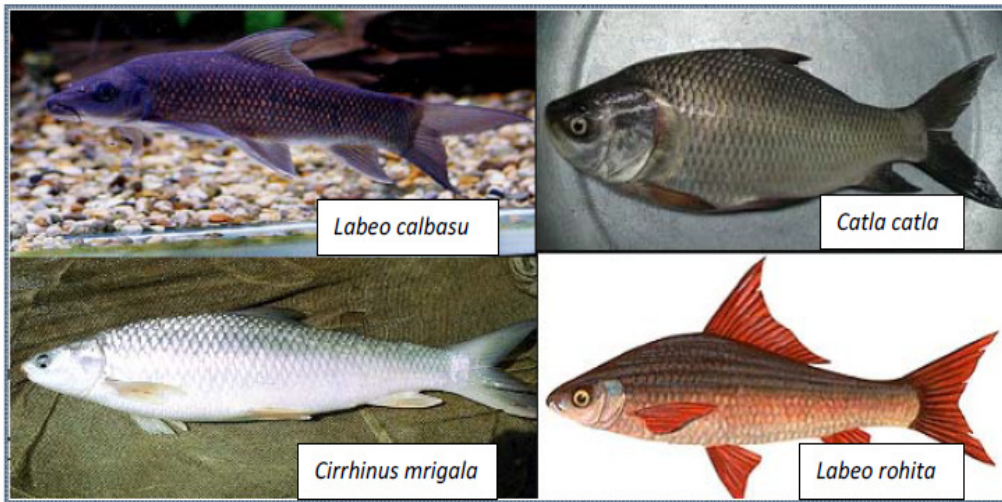 Labeo calbasu
Catla catla
Cirrhinus mrigala
Labeo rohita